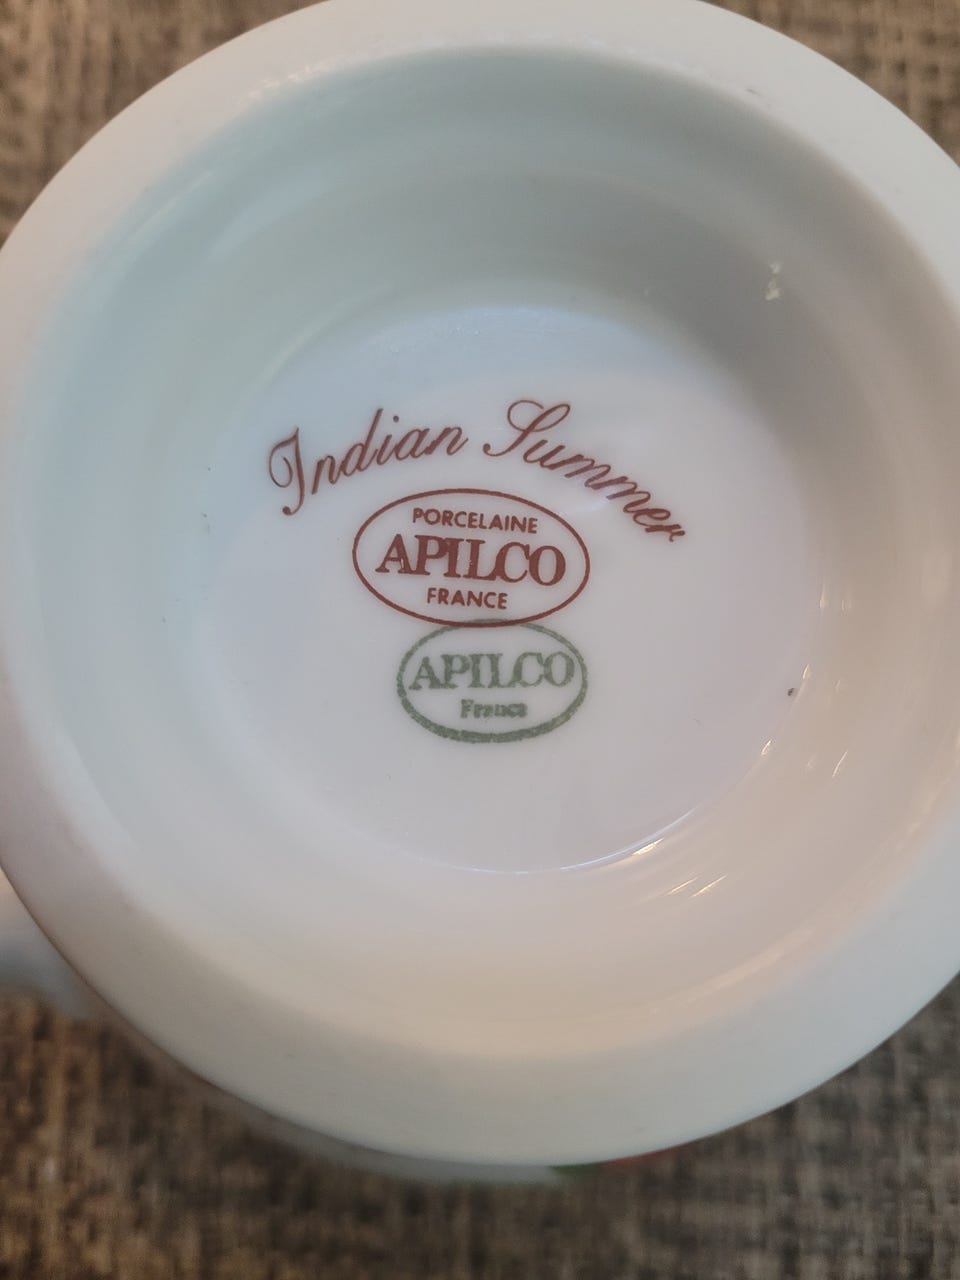 Indian Summer
PORCELAINE
APILCO
FRANCE
APILCO
France